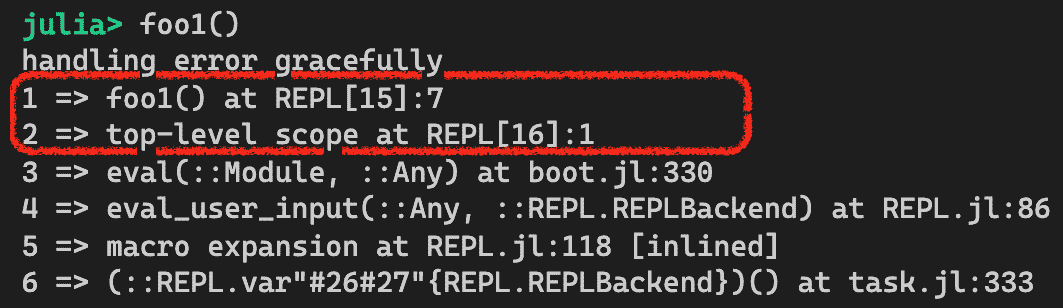 julia> foo1()
handling error gracefully
1 => foo1() at REPL[15]:7
2 => top-level scope at REPL[16]:1
3 => eval(::Module, ::Any) at boot.jl:330
4 => eval_user_input(::Any, ::REPL.REPLBackend) at REPL.jl:86
5 => macro expansion at REPL.jl:118 [inlined]
6 => (::REPL.var"#26#27"{REPL.REPLBackend})() at task.jl:333